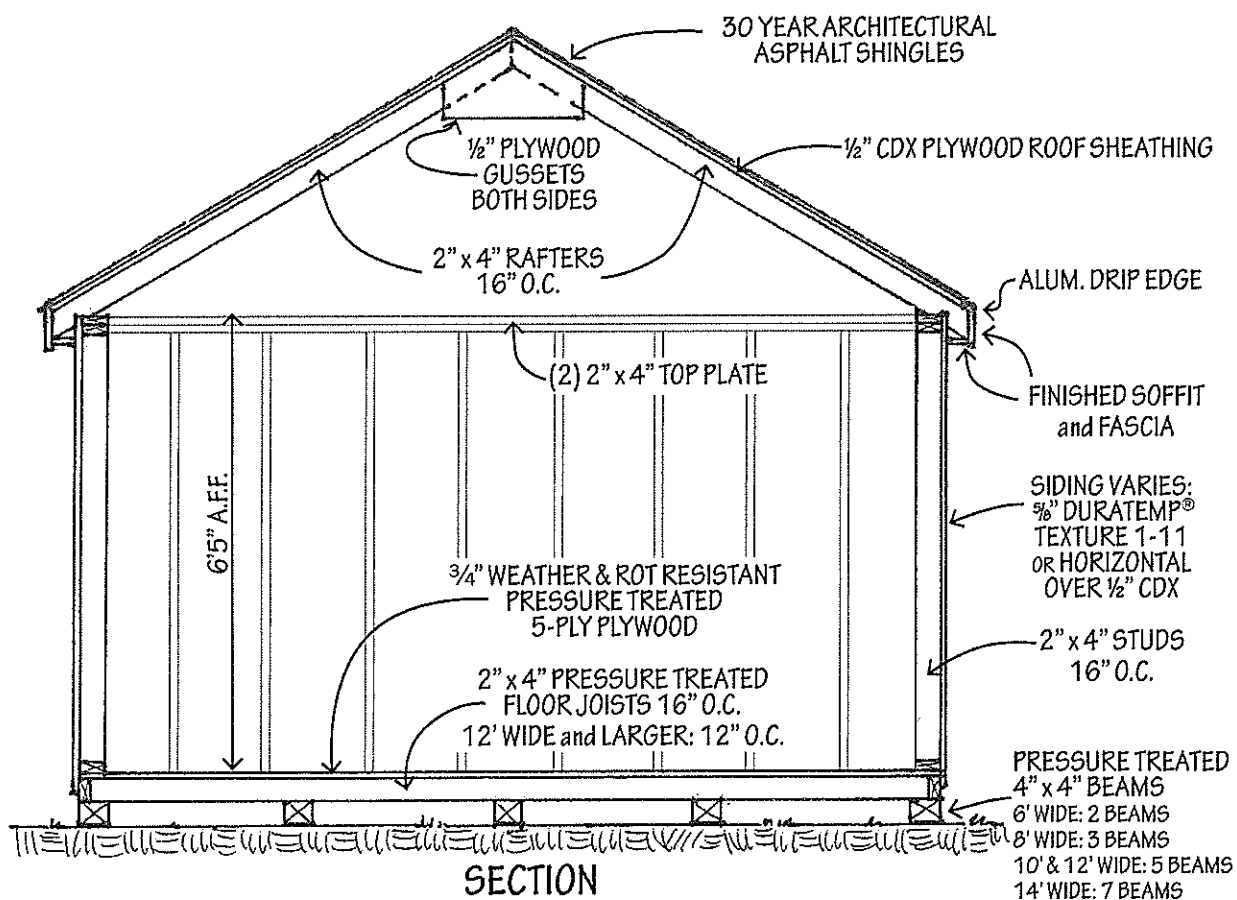 30 YEAR ARCHITECTURAL
ASPHALT SHINGLES
½" PLYWOOD
GUSSETS
BOTH SIDES
½" CDX PLYWOOD ROOF SHEATHING
2" x 4" RAFTERS
16" O.C.
ALUM. DRIP EDGE
(2) 2" x 4" TOP PLATE
FINISHED SOFFIT
and FASCIA
6'5" A.F.F.
SIDING VARIES:
⅝" DURATEMP®
TEXTURE 1-11
OR HORIZONTAL
OVER ½" CDX
¾" WEATHER & ROT RESISTANT
PRESSURE TREATED
5-PLY PLYWOOD
2" x 4" STUDS
16" O.C.
2" x 4" PRESSURE TREATED
FLOOR JOISTS 16" O.C.
12' WIDE and LARGER: 12" O.C.
PRESSURE TREATED
4" x 4" BEAMS
6' WIDE: 2 BEAMS
8' WIDE: 3 BEAMS
10' & 12' WIDE: 5 BEAMS
14' WIDE: 7 BEAMS
SECTION